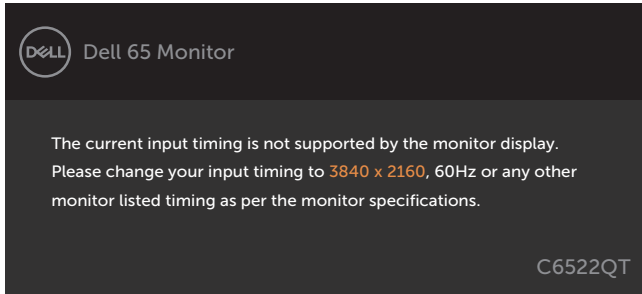 DELL Dell 65 Monitor
The current input timing is not supported by the monitor display.
Please change your input timing to 3840 x 2160, 60Hz or any other
monitor listed timing as per the monitor specifications.
C6522QT